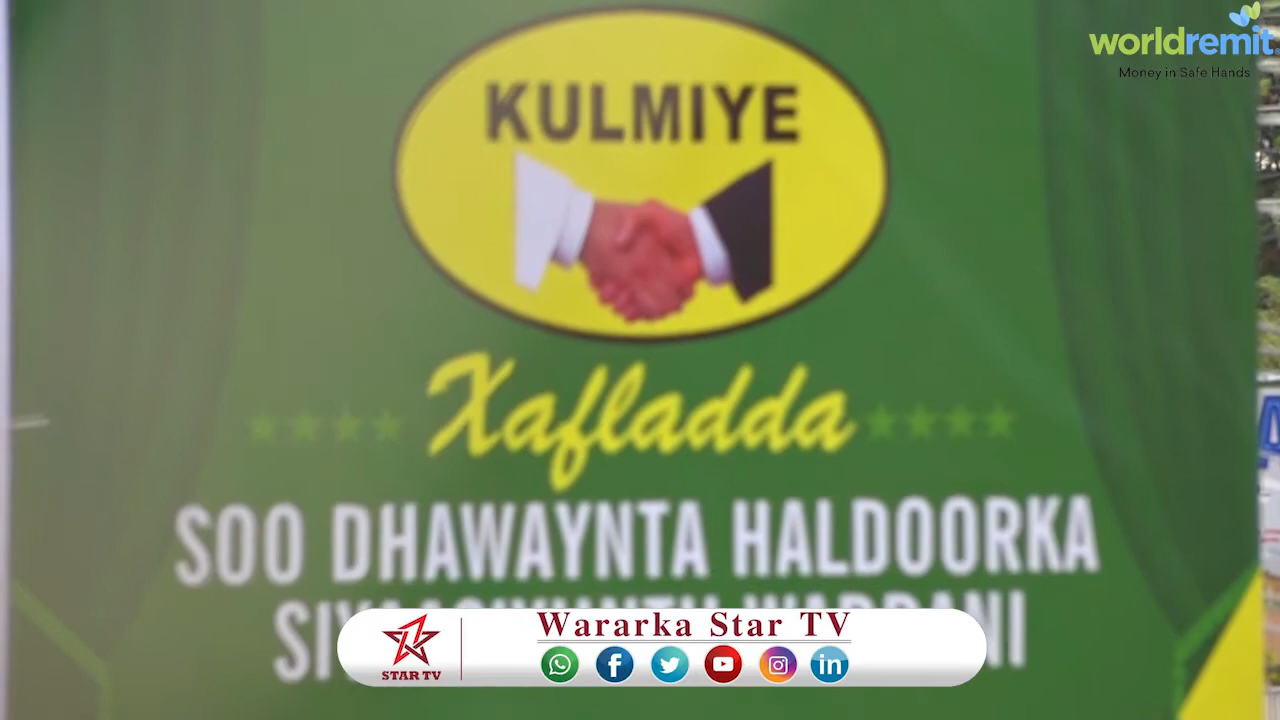 worldremit
Money in Safe Hands
KULMIYE
Xafladda
SOO DHAWAYNTA HALDOORKA
Wararka Star TV
STAR TV